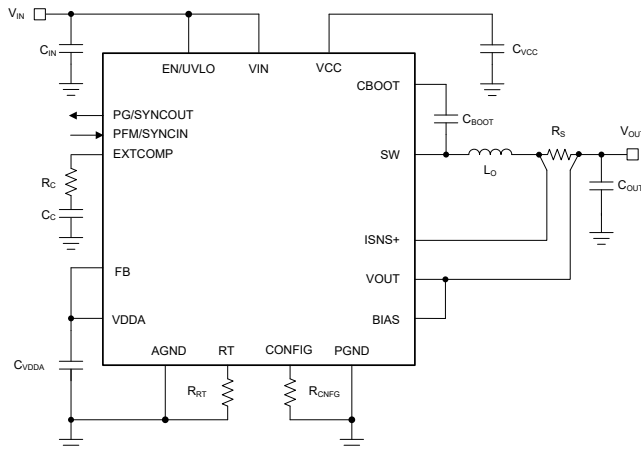 VIN
CIN
CVCC
EN/UVLO VIN VCC
CBOOT
PG/SYNCOUT
PFM/SYNCIN
CBOOT
EXTCOMP
SW
RS
VOUT
RC
LO
COUT
CC
ISNS+
FB
VOUT
VDDA
BIAS
AGND RT CONFIG PGND
CVDDA
RRT
RCNFG